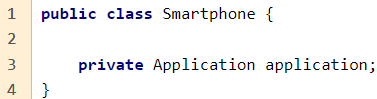 1 public class Smartphone {
2
3     private Application application;
4 }